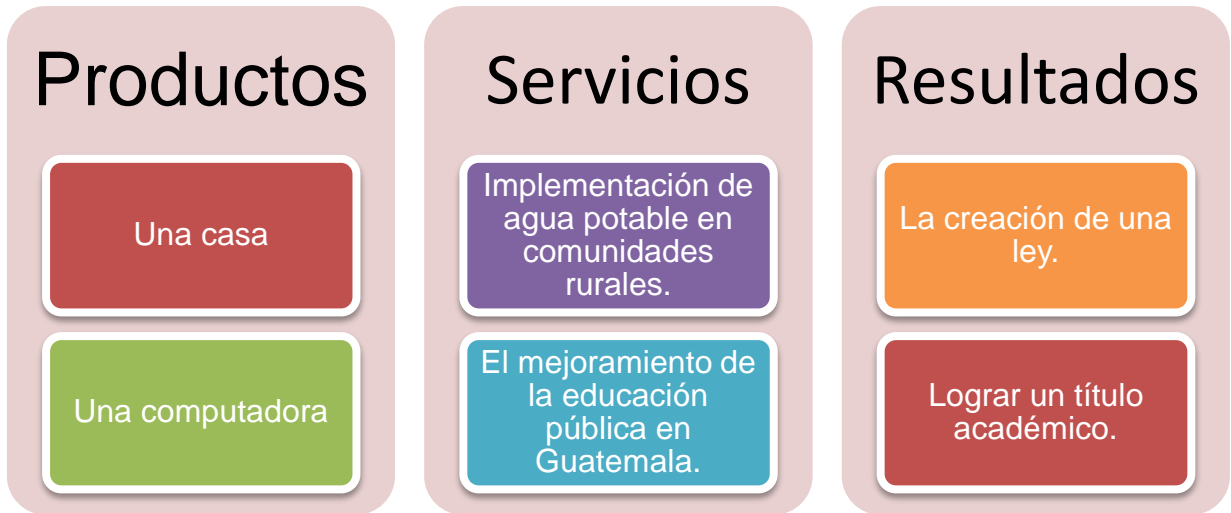 Productos
Una casa
Una computadora
Servicios
Implementación de
agua potable en
comunidades
rurales.
El mejoramiento de
la educación
pública en
Guatemala.
Resultados
La creación de una
ley.
Lograr un título
académico.